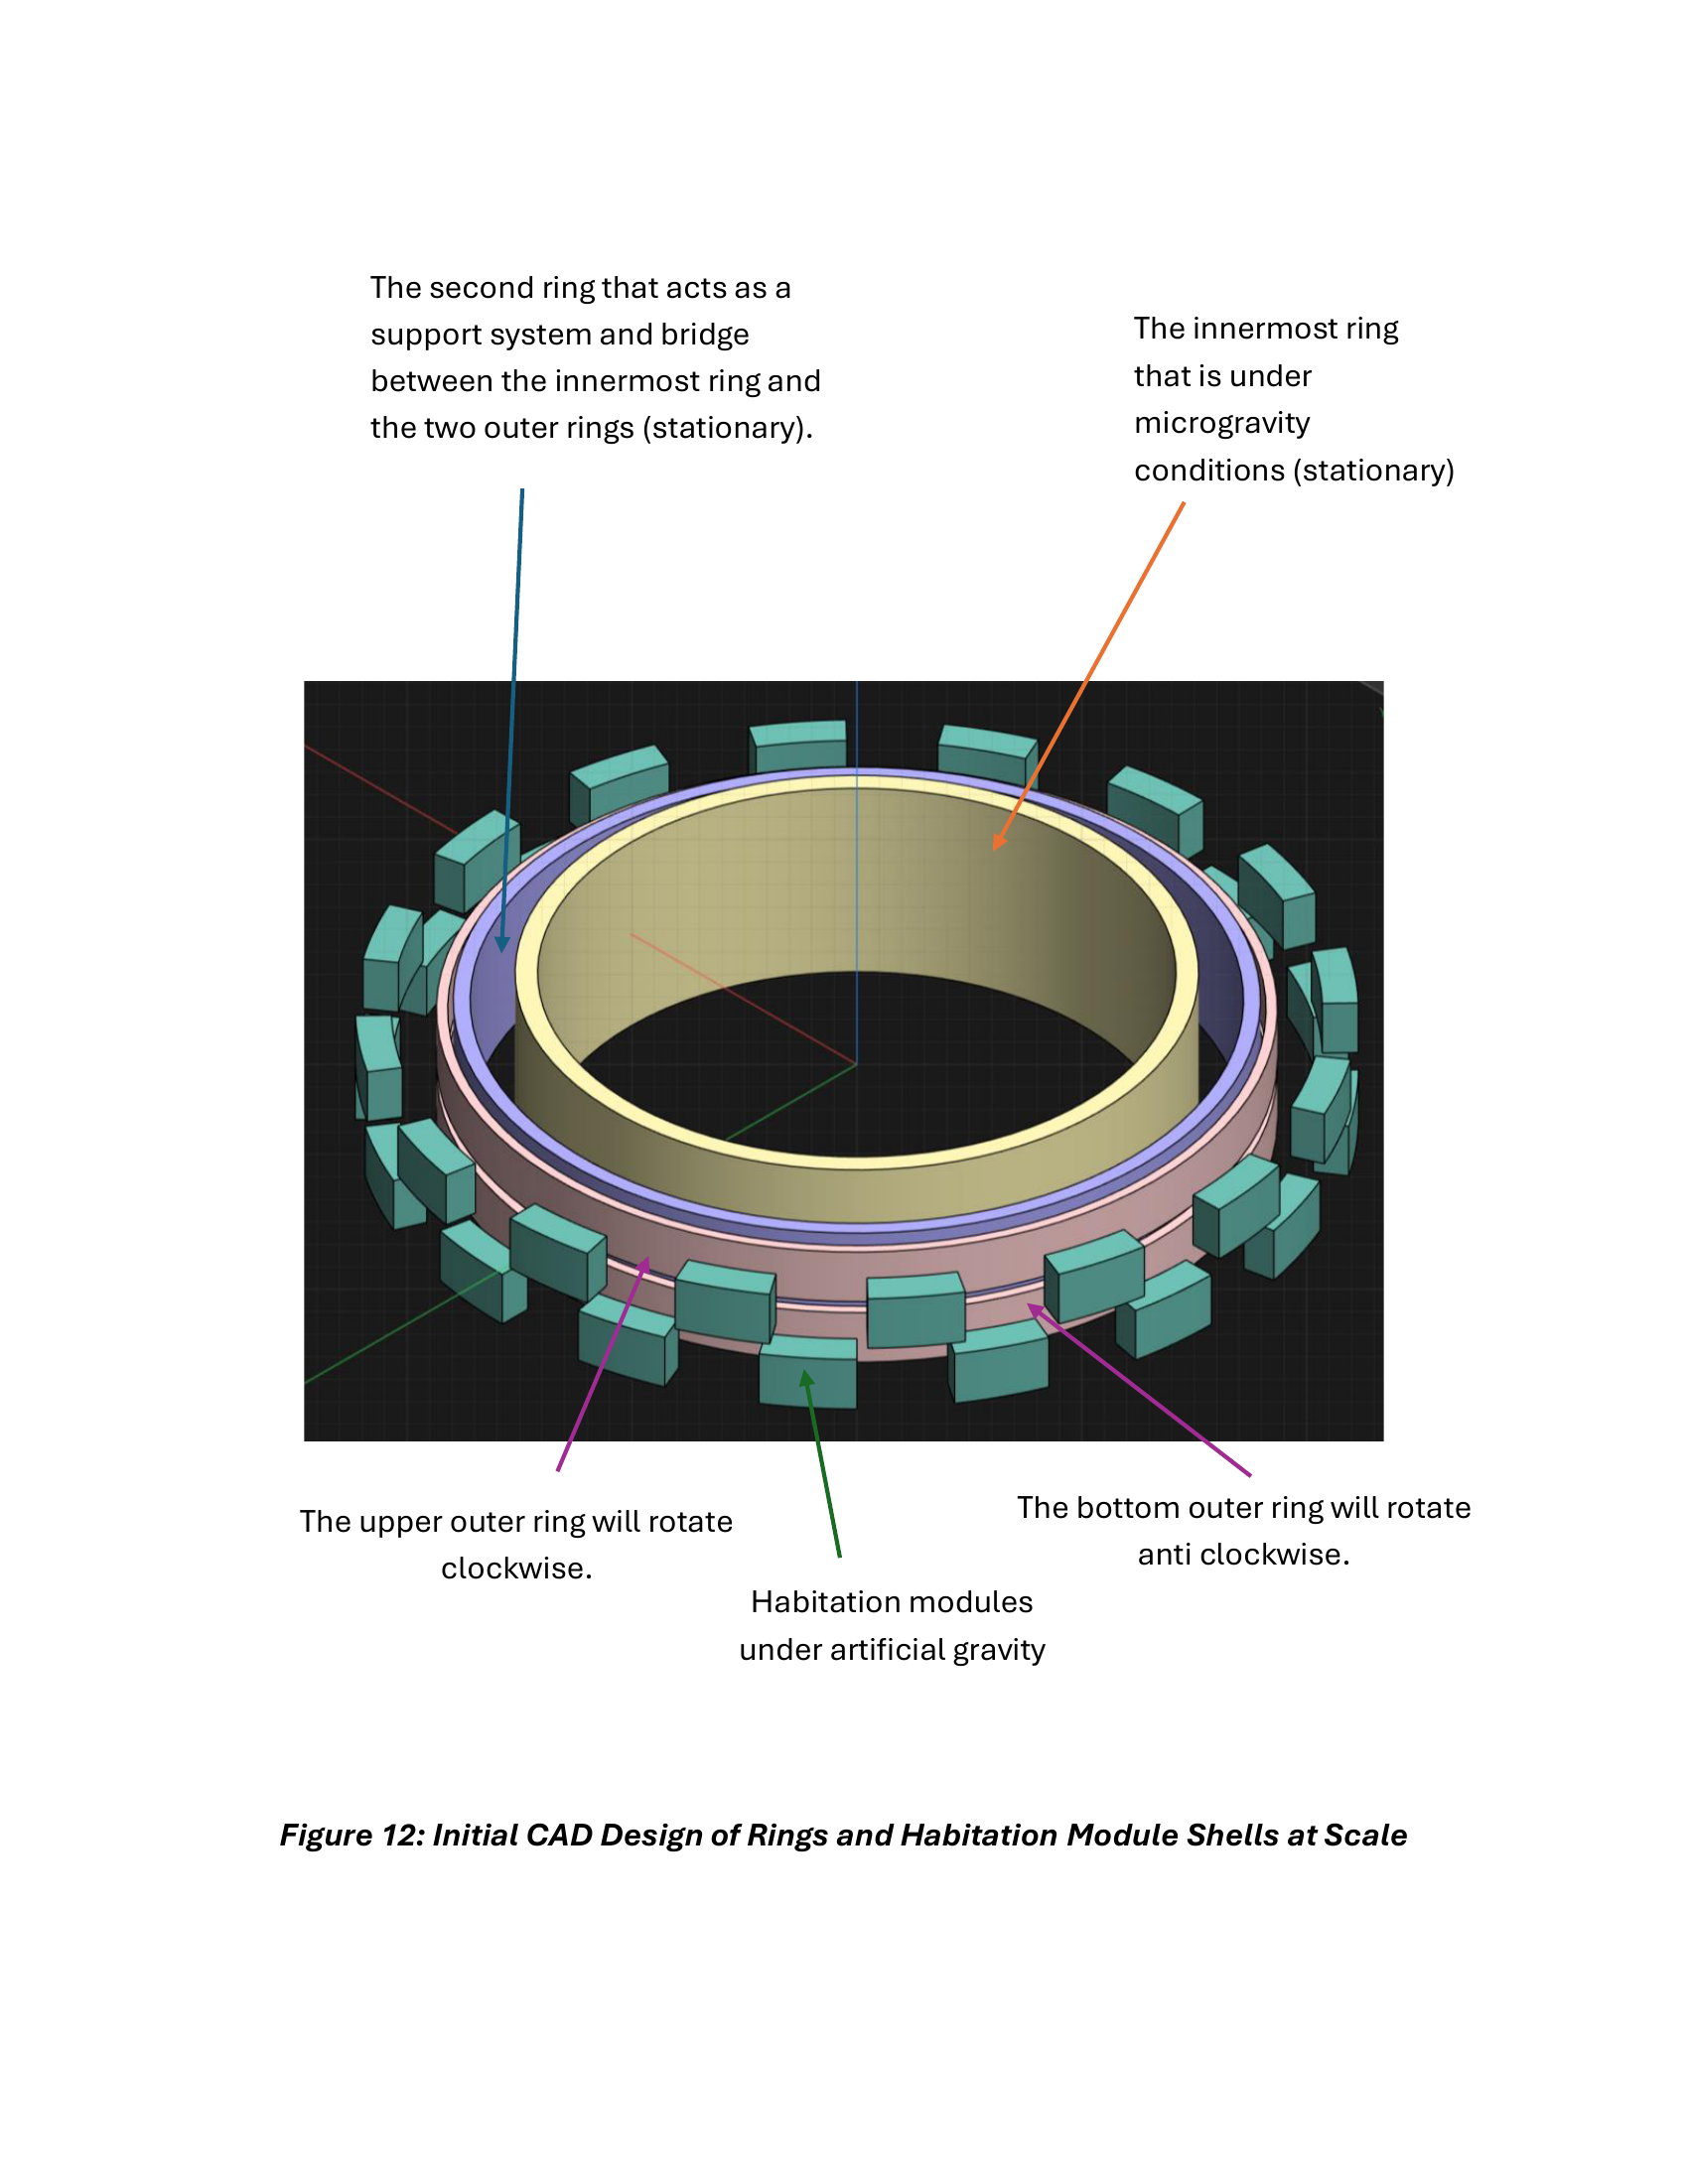 The second ring that acts as a
support system and bridge
between the innermost ring and
the two outer rings (stationary).
The innermost ring
that is under
microgravity
conditions (stationary)
The upper outer ring will rotate
clockwise.
The bottom outer ring will rotate
anti clockwise.
Habitation modules
under artificial gravity
Figure 12: Initial CAD Design of Rings and Habitation Module Shells at Scale